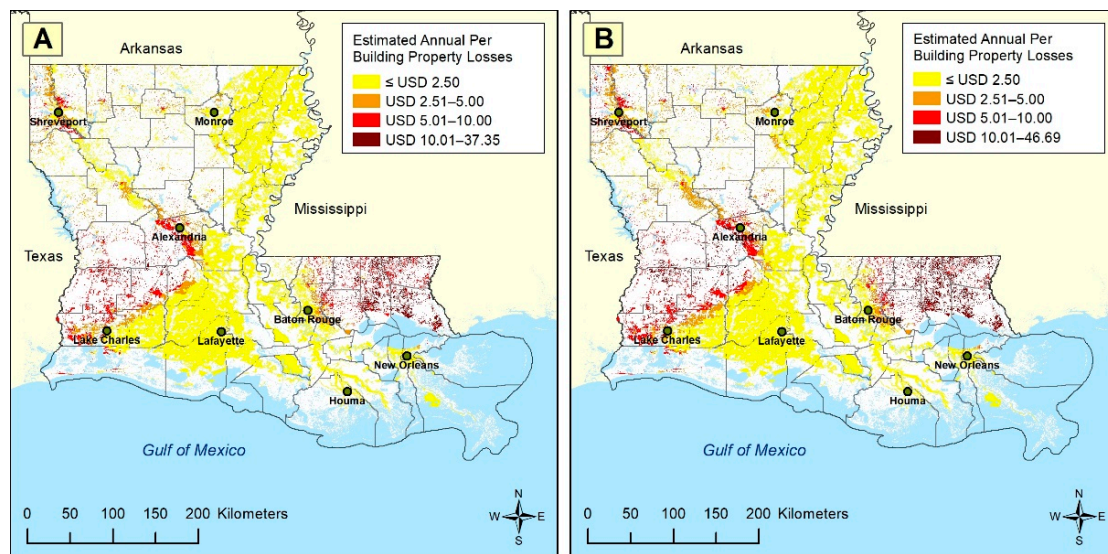 A
Arkansas
Estimated Annual Per
Building Property Losses
≤ USD 2.50
USD 2.51–5.00
USD 5.01–10.00
USD 10.01–37.35
Shreveport
Monroe
Mississippi
Alexandria
Texas
Baton Rouge
Lake Charles
Lafayette
New Orleans
Houma
Gulf of Mexico
N
W E
S
0 50 100 150 200 Kilometers
B
Arkansas
Estimated Annual Per
Building Property Losses
≤ USD 2.50
USD 2.51–5.00
USD 5.01–10.00
USD 10.01–46.69
Shreveport
Monroe
Mississippi
Alexandria
Texas
Baton Rouge
Lake Charles
Lafayette
New Orleans
Houma
Gulf of Mexico
N
W E
S
0 50 100 150 200 Kilometers